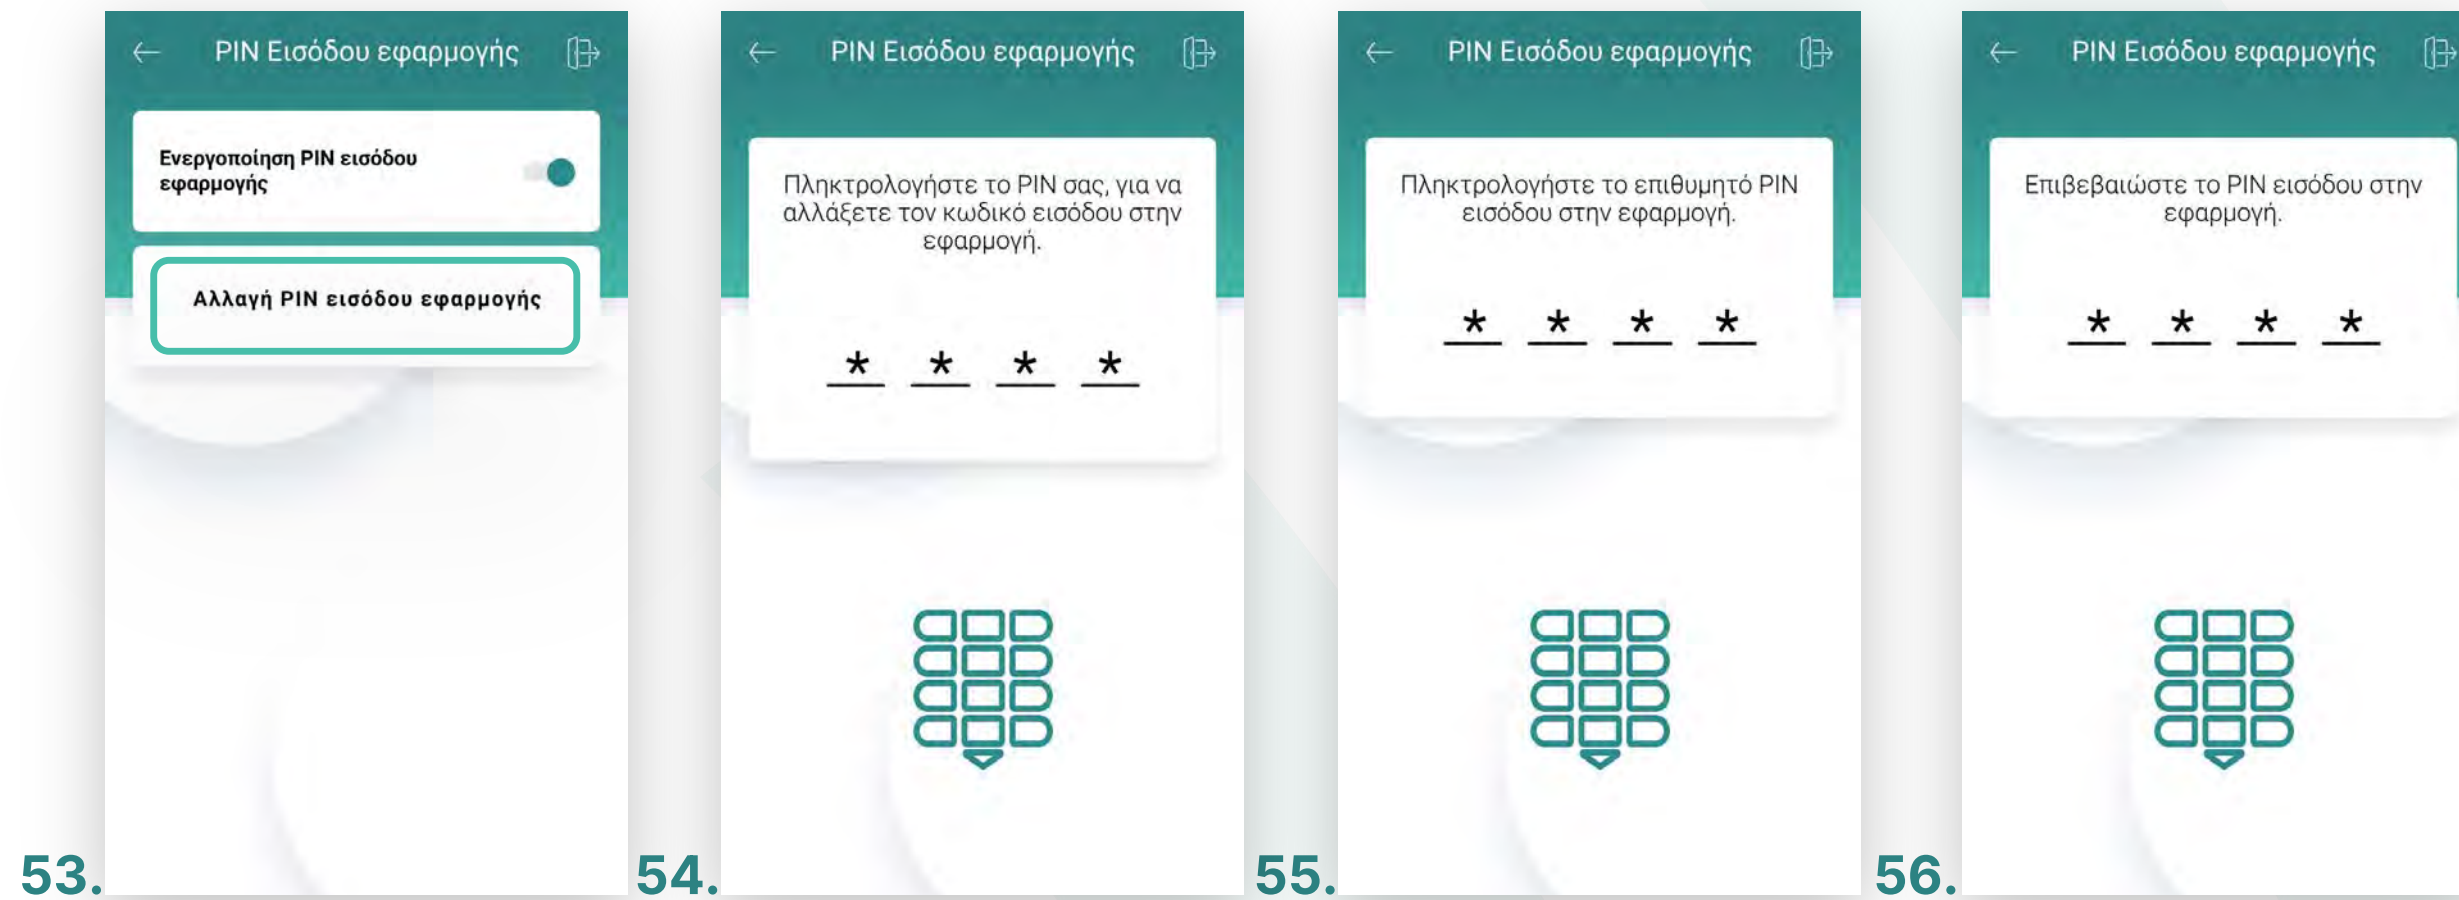 PIN Εισόδου εφαρμογής
Ενεργοποίηση PIN εισόδου
εφαρμογής
Αλλαγή PIN εισόδου εφαρμογής
53.
PIN Εισόδου εφαρμογής
Πληκτρολογήστε το PIN σας, για να
αλλάξετε τον κωδικό εισόδου στην
εφαρμογή.
* * * *
54.
PIN Εισόδου εφαρμογής
Πληκτρολογήστε το επιθυμητό PIN
εισόδου στην εφαρμογή.
* * * *
55.
PIN Εισόδου εφαρμογής
Επιβεβαιώστε το PIN εισόδου στην
εφαρμογή.
* * * *
56.